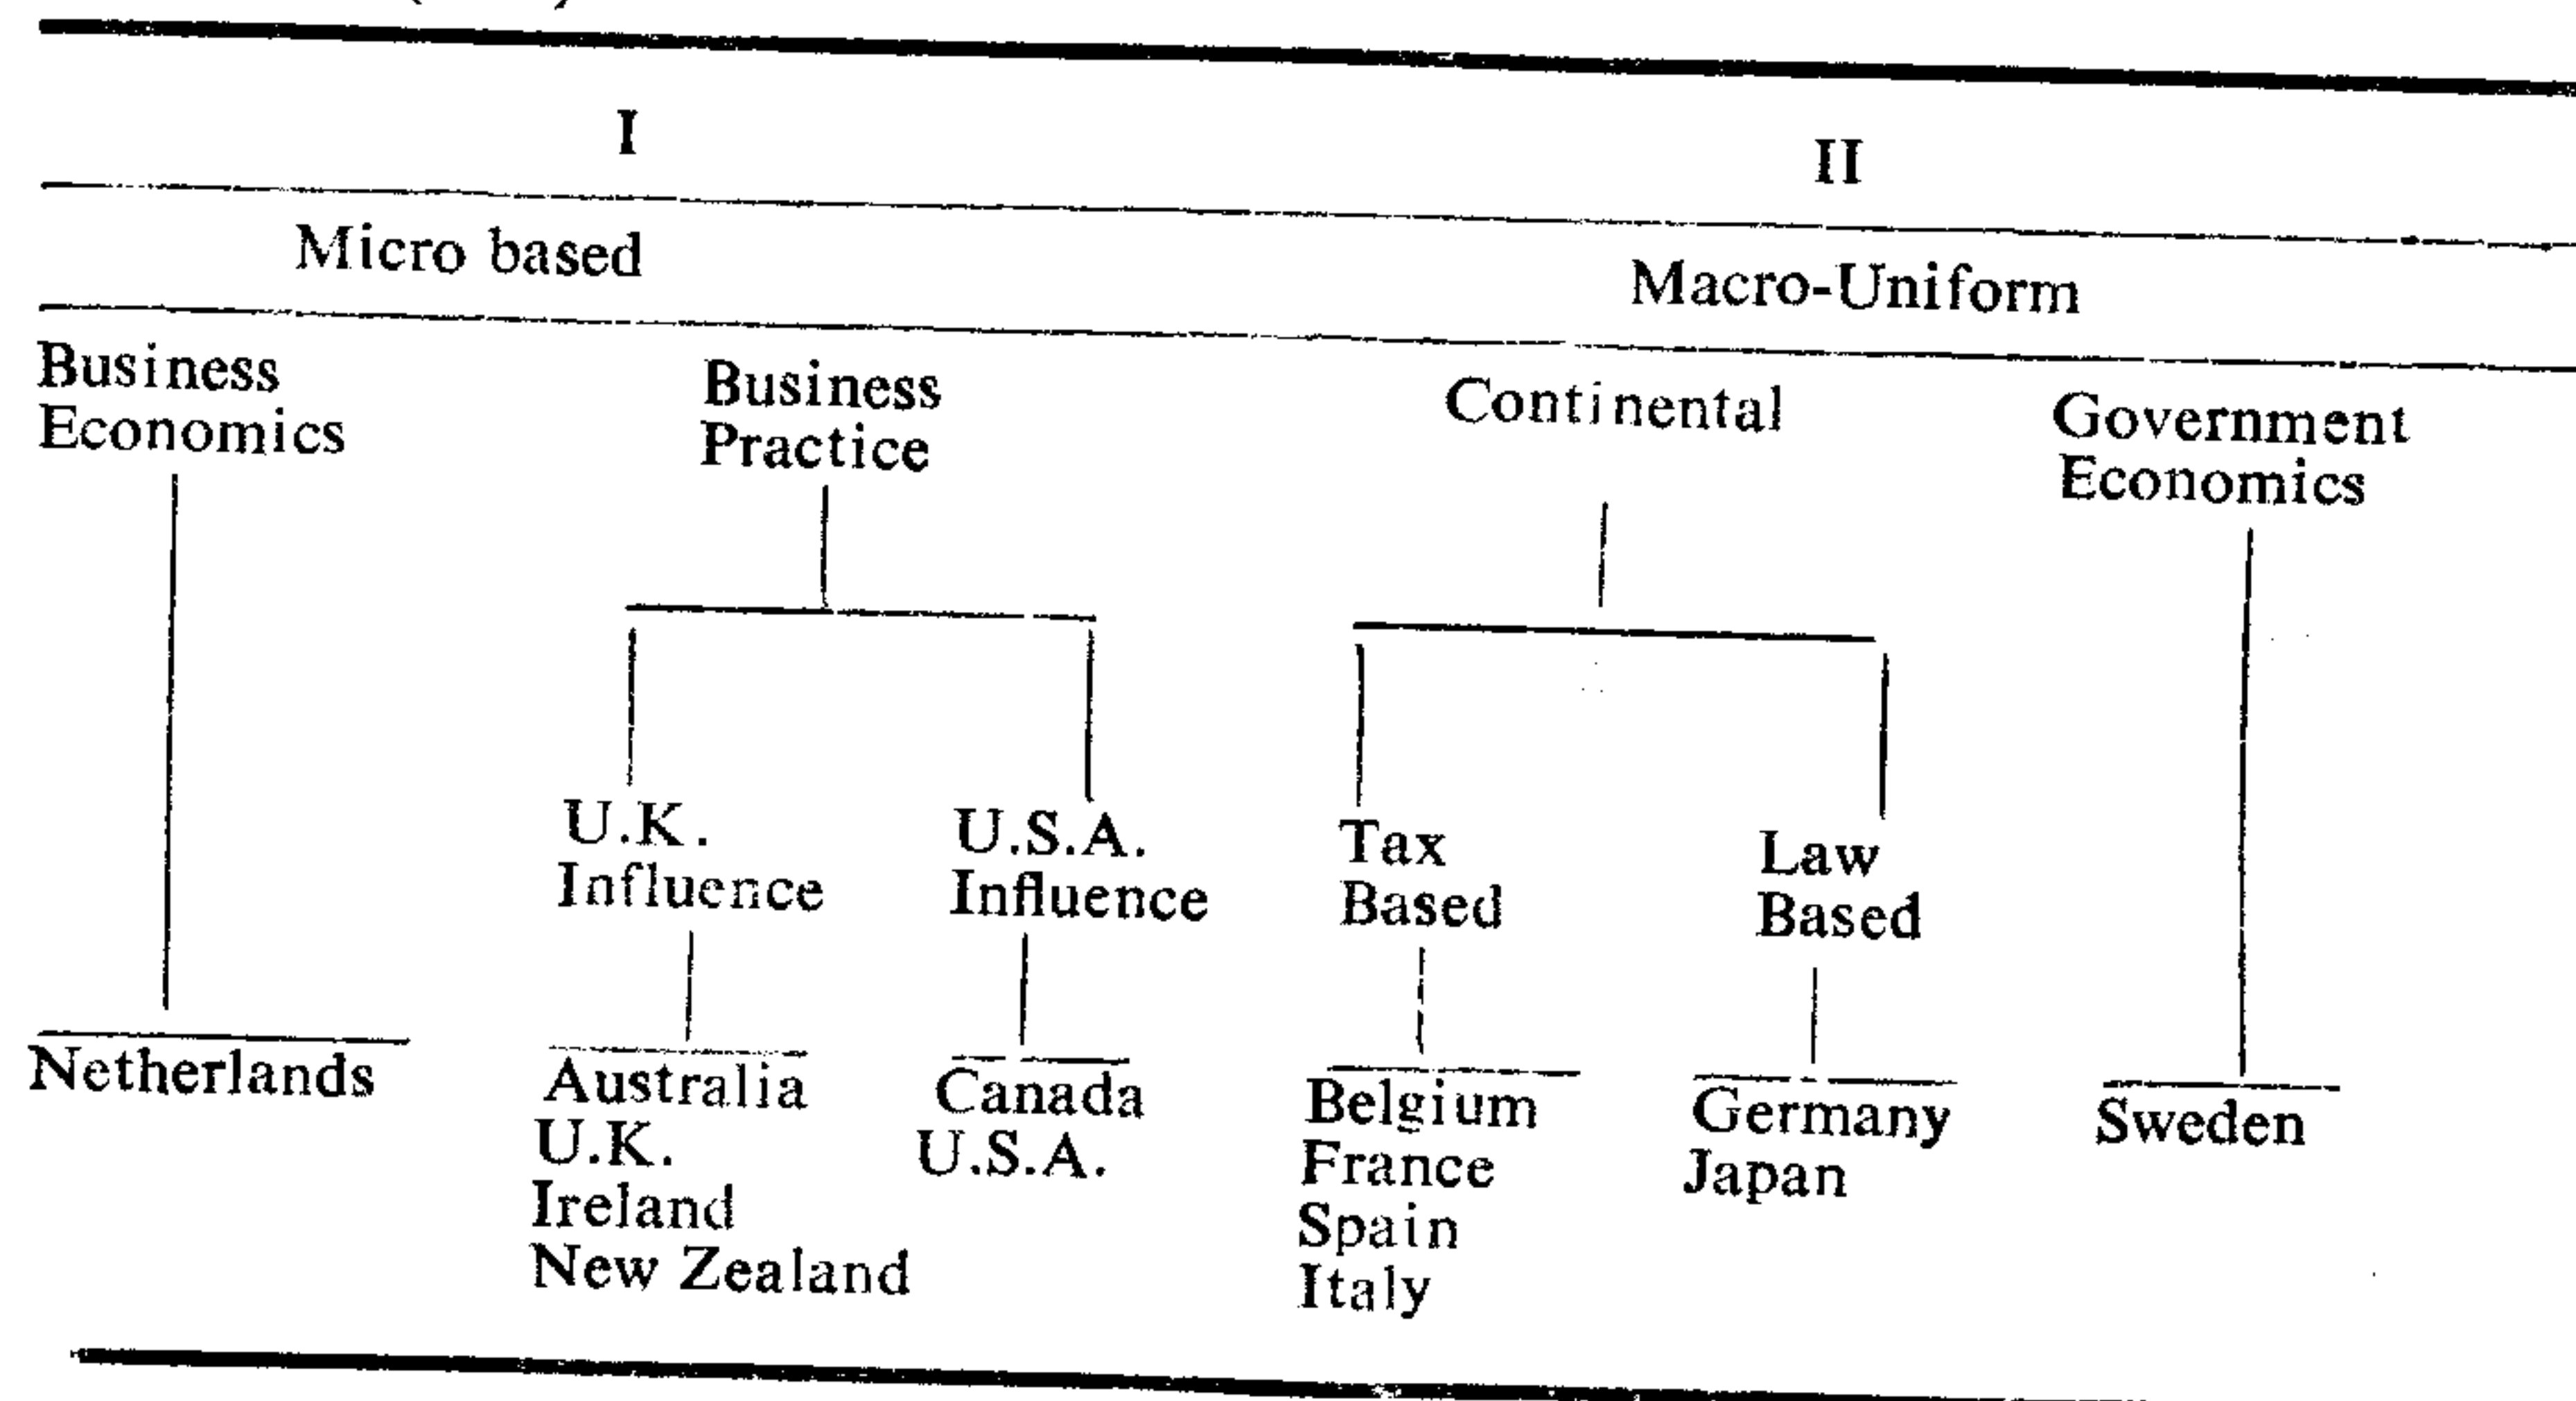 I
II
Micro based
Macro-Uniform
Business
Economics
Business
Practice
Continental
Government
Economics
U.K.
Influence
U.S.A.
Influence
Tax
Based
Law
Based
Netherlands
Australia
U.K.
Ireland
New Zealand
Canada
U.S.A.
Belgium
France
Spain
Italy
Germany
Japan
Sweden